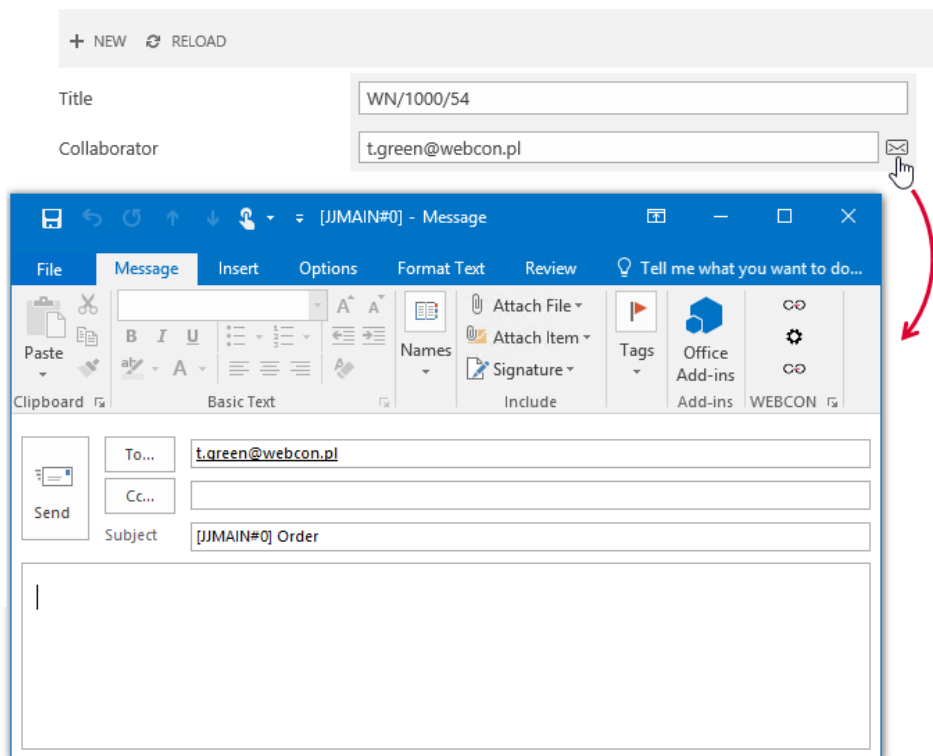 + NEW RELOAD
Title WN/1000/54
Collaborator t.green@webcon.pl
[JJMAIN#0] - Message
File Message Insert Options Format Text Review Tell me what you want to do...
Paste
B I U
aby A
A A
Names
Attach File
Attach Item
Signature
Tags
Office
Add-ins
Clipboard Basic Text Include Add-ins WEBCON
Send
To... t.green@webcon.pl
Cc...
Subject [JJMAIN#0] Order